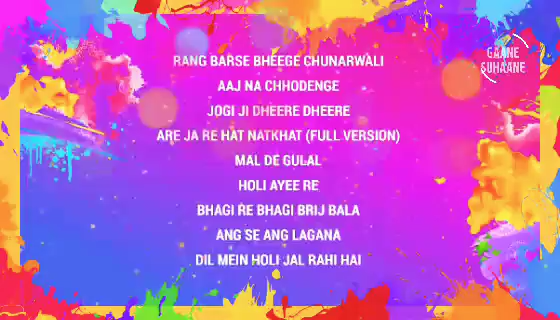 RANG BARSE BHEEGE CHUNARWALI
AAJ NA CHHODENGE
JOGI JI DHEERE DHEERE
ARE JA RE HAT NATKHAT (FULL VERSION)
MAL DE GULAL
HOLI AYEE RE
BHAGI RE BHAGI BRIJ BALA
ANG SE ANG LAGANA
DIL MEIN HOLI JAL RAHI HAI
GAANE
SUHAANE